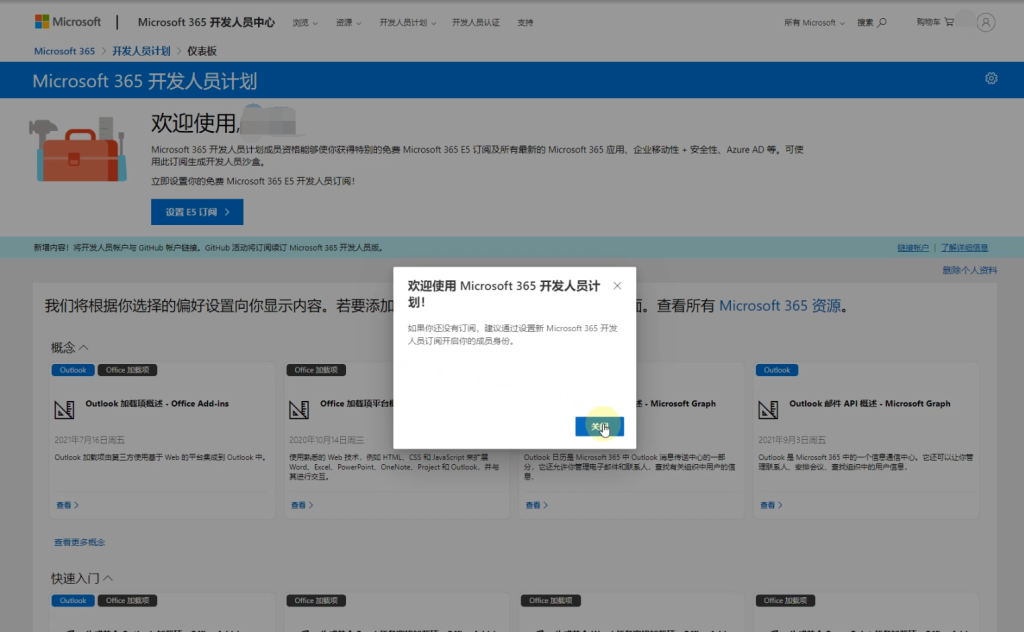 Microsoft | Microsoft 365 开发人员中心 浏览 资源 开发人员计划 开发人员认证 支持 所有 Microsoft 搜索 购物车
Microsoft 365 > 开发人员计划 > 仪表板
Microsoft 365 开发人员计划
欢迎使用,
Microsoft 365 开发人员计划成员资格能够使你获得特别的免费 Microsoft 365 E5 订阅及所有最新的 Microsoft 365 应用、企业移动性 + 安全性、Azure AD 等。可使
用此订阅生成开发人员沙盒。
立即设置你的免费 Microsoft 365 E5 开发人员订阅!
设置 E5 订阅 >
新增内容! 将开发人员帐户与 GitHub 帐户链接。GitHub 活动将订阅续订 Microsoft 365 开发人员版。
链接帐户 | 了解详细信息
删除个人资料
我们将根据你选择的偏好设置向你显示内容。若要添加
面。查看所有 Microsoft 365 资源。
欢迎使用 Microsoft 365 开发人员计
划!
如果你还没有订阅，建议通过设置新 Microsoft 365 开发
人员订阅开启你的成员身份。
关闭
概念
Outlook Office 加载项
Outlook 加载项概述 - Office Add-ins
2021年7月16日周五
Outlook 加载项由第三方使用基于 Web 的平台集成到 Outlook 中。
查看 >
Office 加载项
Office 加载项平台
2020年10月14日周三
使用熟悉的 Web 技术，例如 HTML、CSS 和 JavaScript 来扩展
Word、Excel、PowerPoint、OneNote、Project 和 Outlook，并与
其进行交互。
查看 >
- Microsoft Graph
Outlook 日历是 Microsoft 365 中 Outlook 消息传送中心的一部
分，它还允许你管理电子邮件和联系人、查找有关组织中用户的信
息、
查看 >
Outlook
Outlook 邮件 API 概述 - Microsoft Graph
2021年9月3日周五
Outlook 是 Microsoft 365 中的一个信息通信中心。它还可以让你管
理联系人、安排会议、查找组织中的用户信息、
查看 >
查看更多概念
快速入门
Outlook Office 加载项
Office 加载项
Office 加载项
Office 加载项